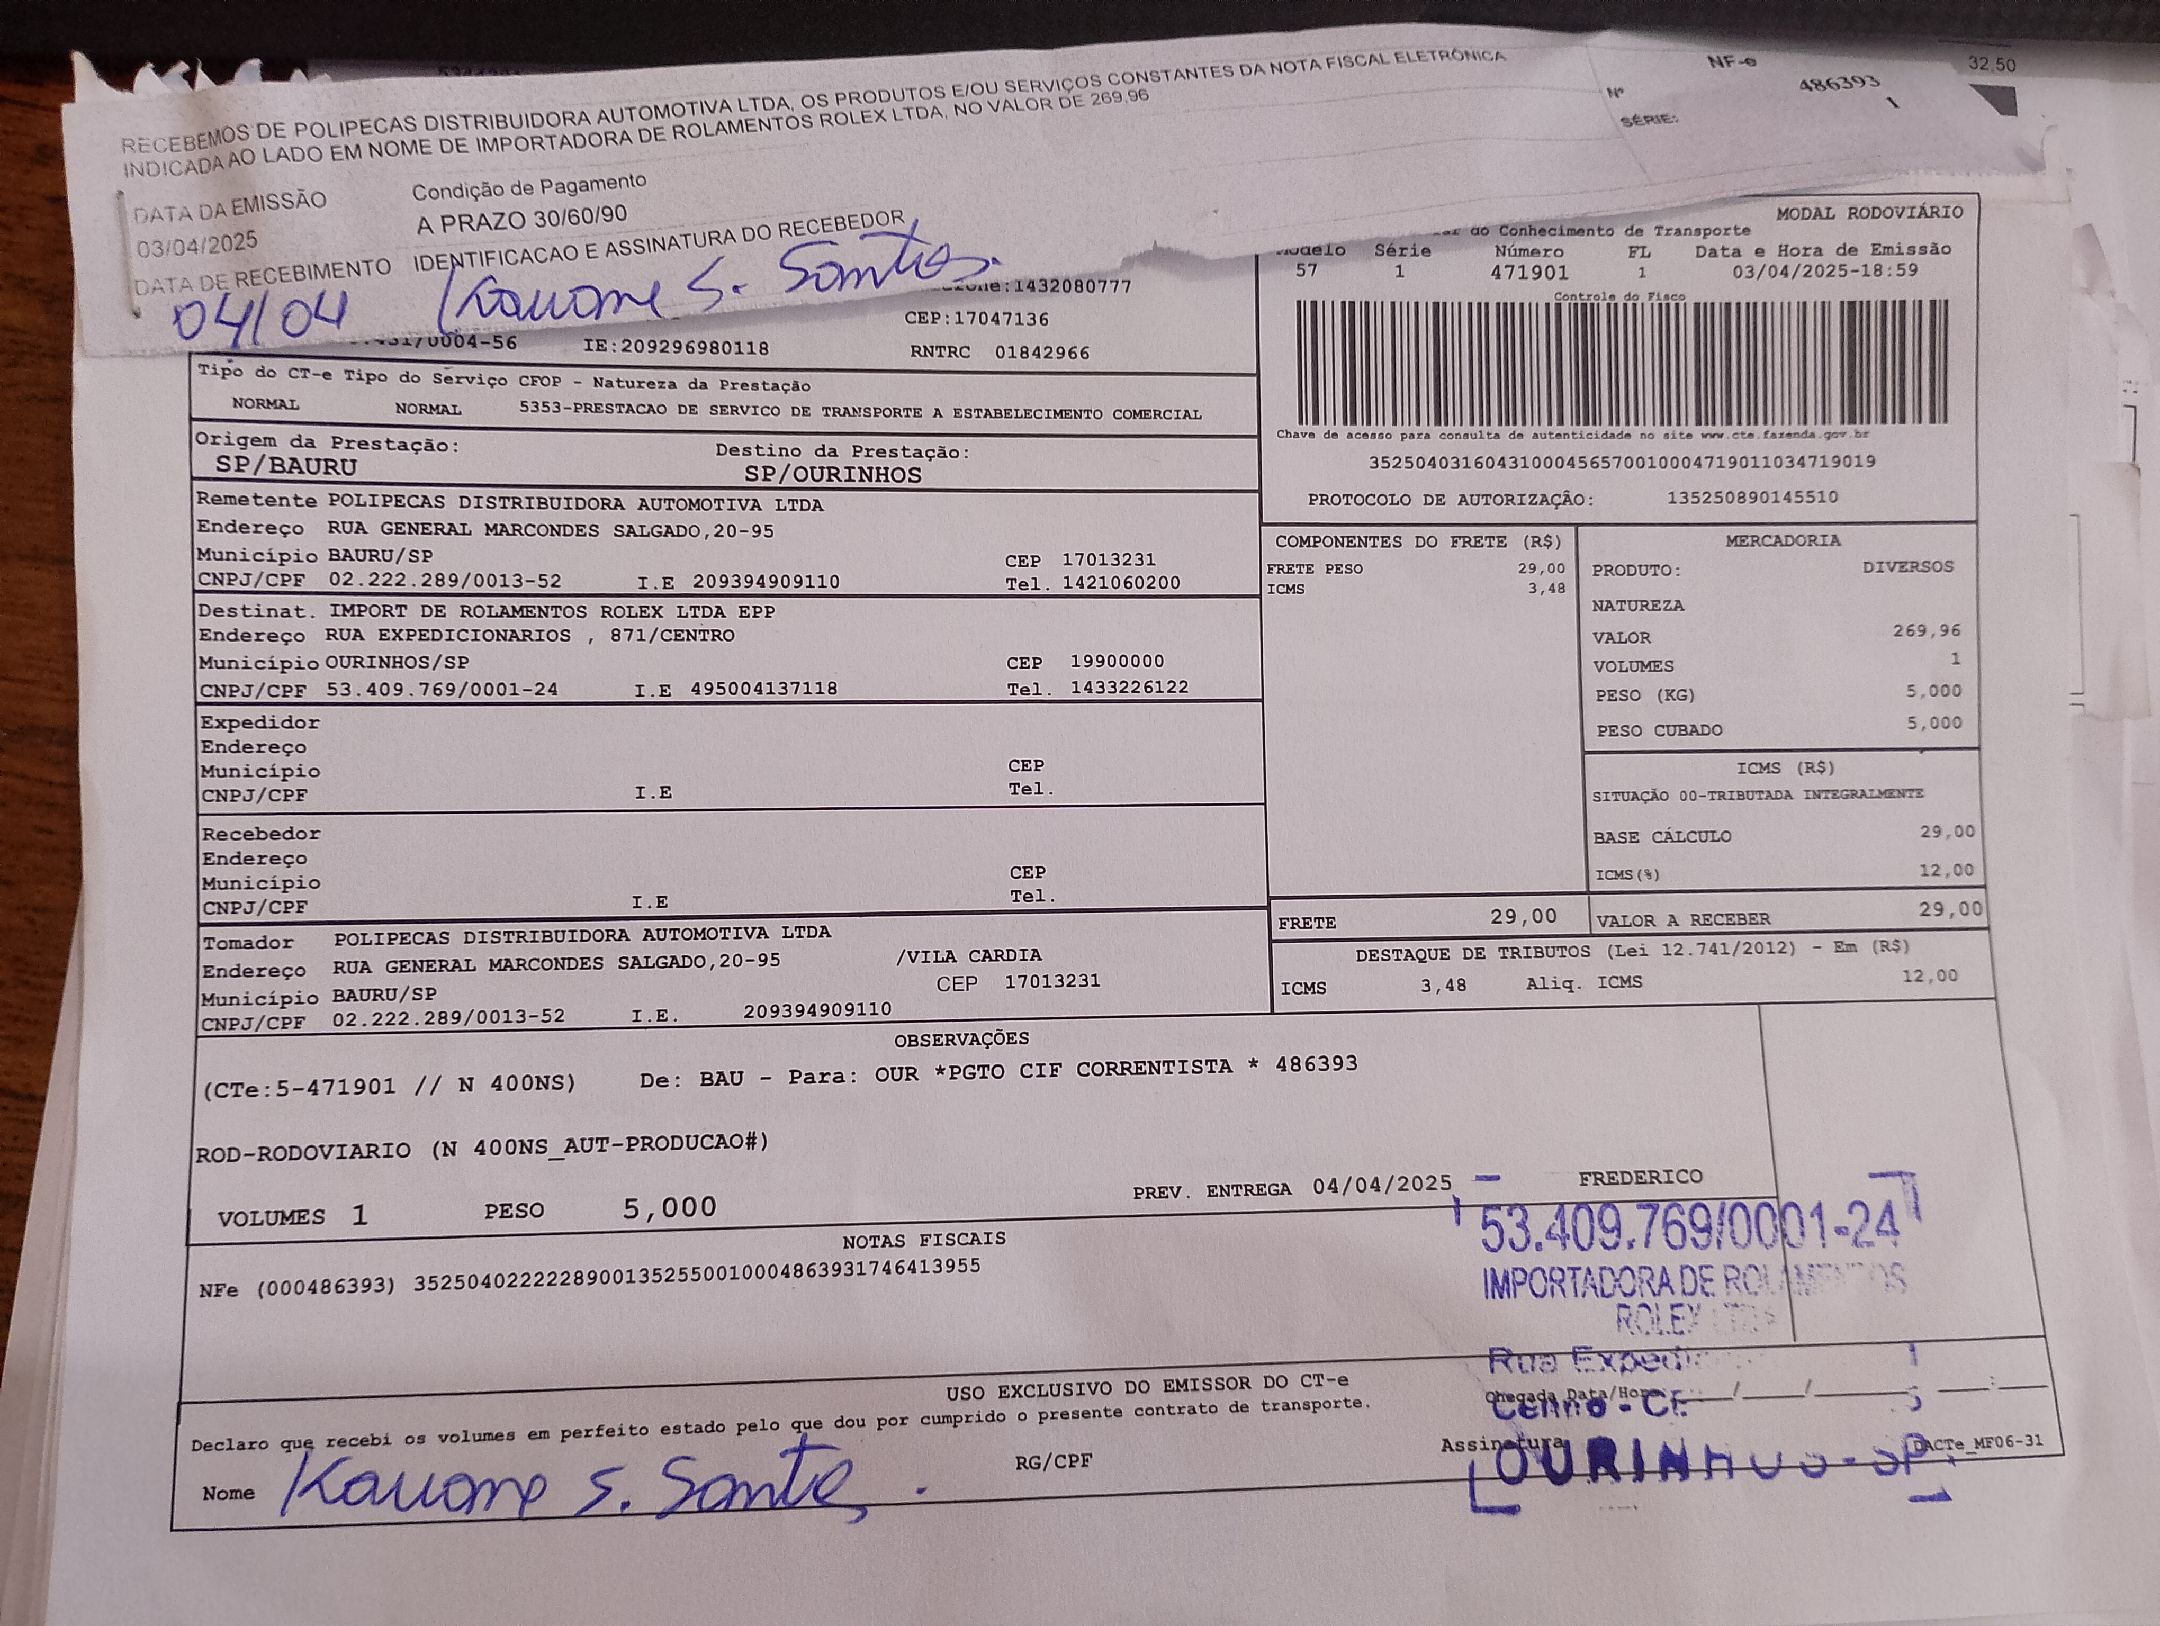 32,50
RECEBEMOS DE POLIPECAS DISTRIBUIDORA AUTOMOTIVA LTDA, OS PRODUTOS E/OU SERVIÇOS CONSTANTES DA NOTA FISCAL ELETRÔNICA
INDICADA AO LADO EM NOME DE IMPORTADORA DE ROLAMENTOS ROLEX LTDA, NO VALOR DE 269,96
NF-e
Nº 486393
SÉRIE: 1
DATA DA EMISSÃO
03/04/2025
Condição de Pagamento
A PRAZO 30/60/90
DATA DE RECEBIMENTO
IDENTIFICACAO E ASSINATURA DO RECEBEDOR
04/04 Kauane S. Santos
:1432080777
CEP:17047136
/0004-56 IE:209296980118 RNTRC 01842966
MODAL RODOVIÁRIO
do Conhecimento de Transporte
Série Número FL Data e Hora de Emissão
57 1 471901 1 03/04/2025-18:59
Controle do Fisco
Chave de acesso para consulta de autenticidade no site www.cte.fazenda.gov.br
35250403160431000456570010004719011034719019
PROTOCOLO DE AUTORIZAÇÃO: 135250890145510
Tipo do CT-e Tipo do Serviço CFOP - Natureza da Prestação
NORMAL NORMAL 5353-PRESTACAO DE SERVICO DE TRANSPORTE A ESTABELECIMENTO COMERCIAL
Origem da Prestação: Destino da Prestação:
SP/BAURU SP/OURINHOS
Remetente POLIPECAS DISTRIBUIDORA AUTOMOTIVA LTDA
Endereço RUA GENERAL MARCONDES SALGADO,20-95
Município BAURU/SP CEP 17013231
CNPJ/CPF 02.222.289/0013-52 I.E 209394909110 Tel. 1421060200
Destinat. IMPORT DE ROLAMENTOS ROLEX LTDA EPP
Endereço RUA EXPEDICIONARIOS , 871/CENTRO
Município OURINHOS/SP CEP 19900000
CNPJ/CPF 53.409.769/0001-24 I.E 495004137118 Tel. 1433226122
Expedidor
Endereço
Município CEP
CNPJ/CPF I.E Tel.
Recebedor
Endereço
Município CEP
CNPJ/CPF I.E Tel.
Tomador POLIPECAS DISTRIBUIDORA AUTOMOTIVA LTDA
Endereço RUA GENERAL MARCONDES SALGADO,20-95 /VILA CARDIA
Município BAURU/SP CEP 17013231
CNPJ/CPF 02.222.289/0013-52 I.E. 209394909110
COMPONENTES DO FRETE (R$)
FRETE PESO 29,00
ICMS 3,48
MERCADORIA
PRODUTO: DIVERSOS
NATUREZA
VALOR 269,96
VOLUMES 1
PESO (KG) 5,000
PESO CUBADO 5,000
ICMS (R$)
SITUAÇÃO 00-TRIBUTADA INTEGRALMENTE
BASE CÁLCULO 29,00
ICMS(%) 12,00
FRETE 29,00 VALOR A RECEBER 29,00
DESTAQUE DE TRIBUTOS (Lei 12.741/2012) - Em (R$)
ICMS 3,48 Aliq. ICMS 12,00
OBSERVAÇÕES
(CTe:5-471901 // N 400NS) De: BAU - Para: OUR *PGTO CIF CORRENTISTA * 486393
ROD-RODOVIARIO (N 400NS_AUT-PRODUCAO#)
VOLUMES 1 PESO 5,000 PREV. ENTREGA 04/04/2025 FREDERICO
NOTAS FISCAIS
NFe (000486393) 35250402222289001352550010004863931746413955
53.409.769/0001-24
IMPORTADORA DE ROLAMENTOS
ROLEX LTDA
Rua
OURINHOS-SP
USO EXCLUSIVO DO EMISSOR DO CT-e
Declaro que recebi os volumes em perfeito estado pelo que dou por cumprido o presente contrato de transporte.
Chegada Data/Hora
Nome Kauane S. Santos RG/CPF Assinatura DACTe_MF06-31